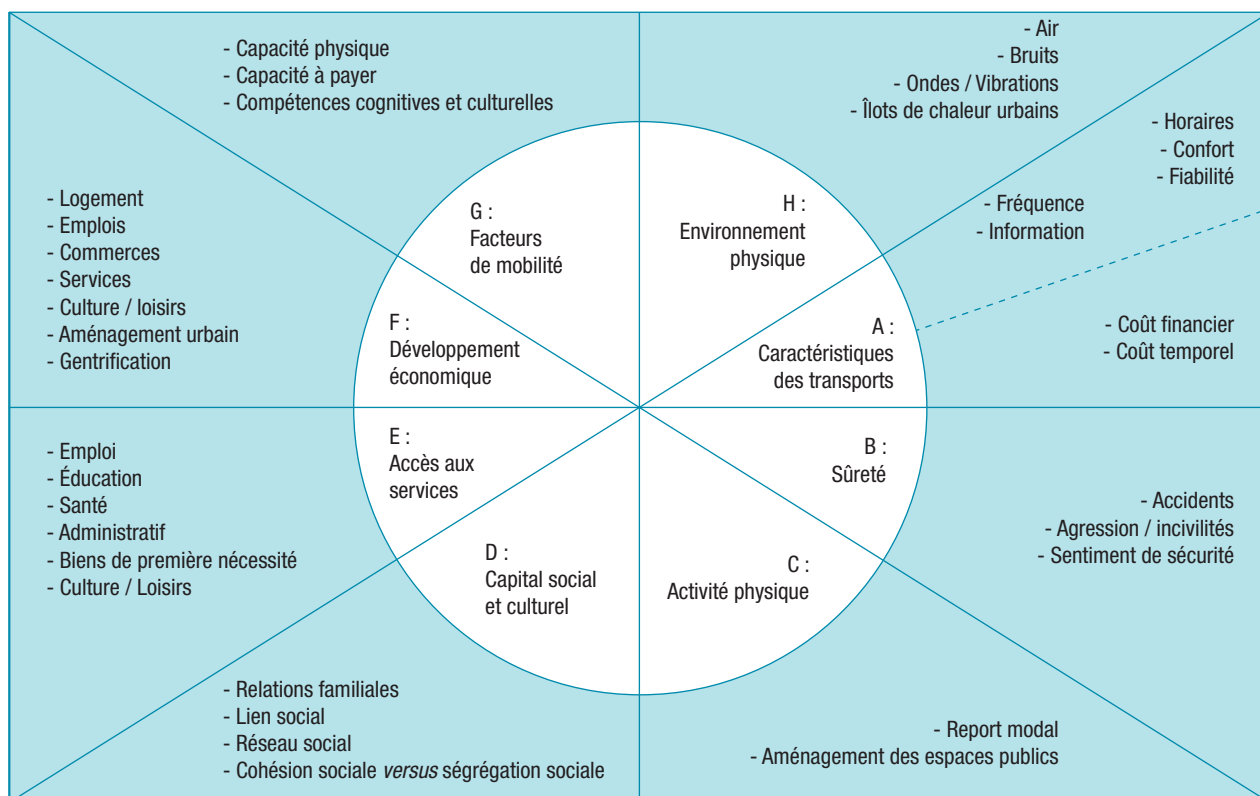 - Capacité physique
- Capacité à payer
- Compétences cognitives et culturelles
- Air
- Bruits
- Ondes / Vibrations
- Îlots de chaleur urbains
- Horaires
- Confort
- Fiabilité
- Fréquence
- Information
- Logement
- Emplois
- Commerces
- Services
- Culture / loisirs
- Aménagement urbain
- Gentrification
G :
Facteurs
de mobilité
H :
Environnement
physique
F :
Développement
économique
A :
Caractéristiques
des transports
- Coût financier
- Coût temporel
- Emploi
- Éducation
- Santé
- Administratif
- Biens de première nécessité
- Culture / Loisirs
E :
Accès aux
services
B :
Sûreté
- Accidents
- Agression / incivilités
- Sentiment de sécurité
D :
Capital social
et culturel
C :
Activité physique
- Relations familiales
- Lien social
- Réseau social
- Cohésion sociale versus ségrégation sociale
- Report modal
- Aménagement des espaces publics